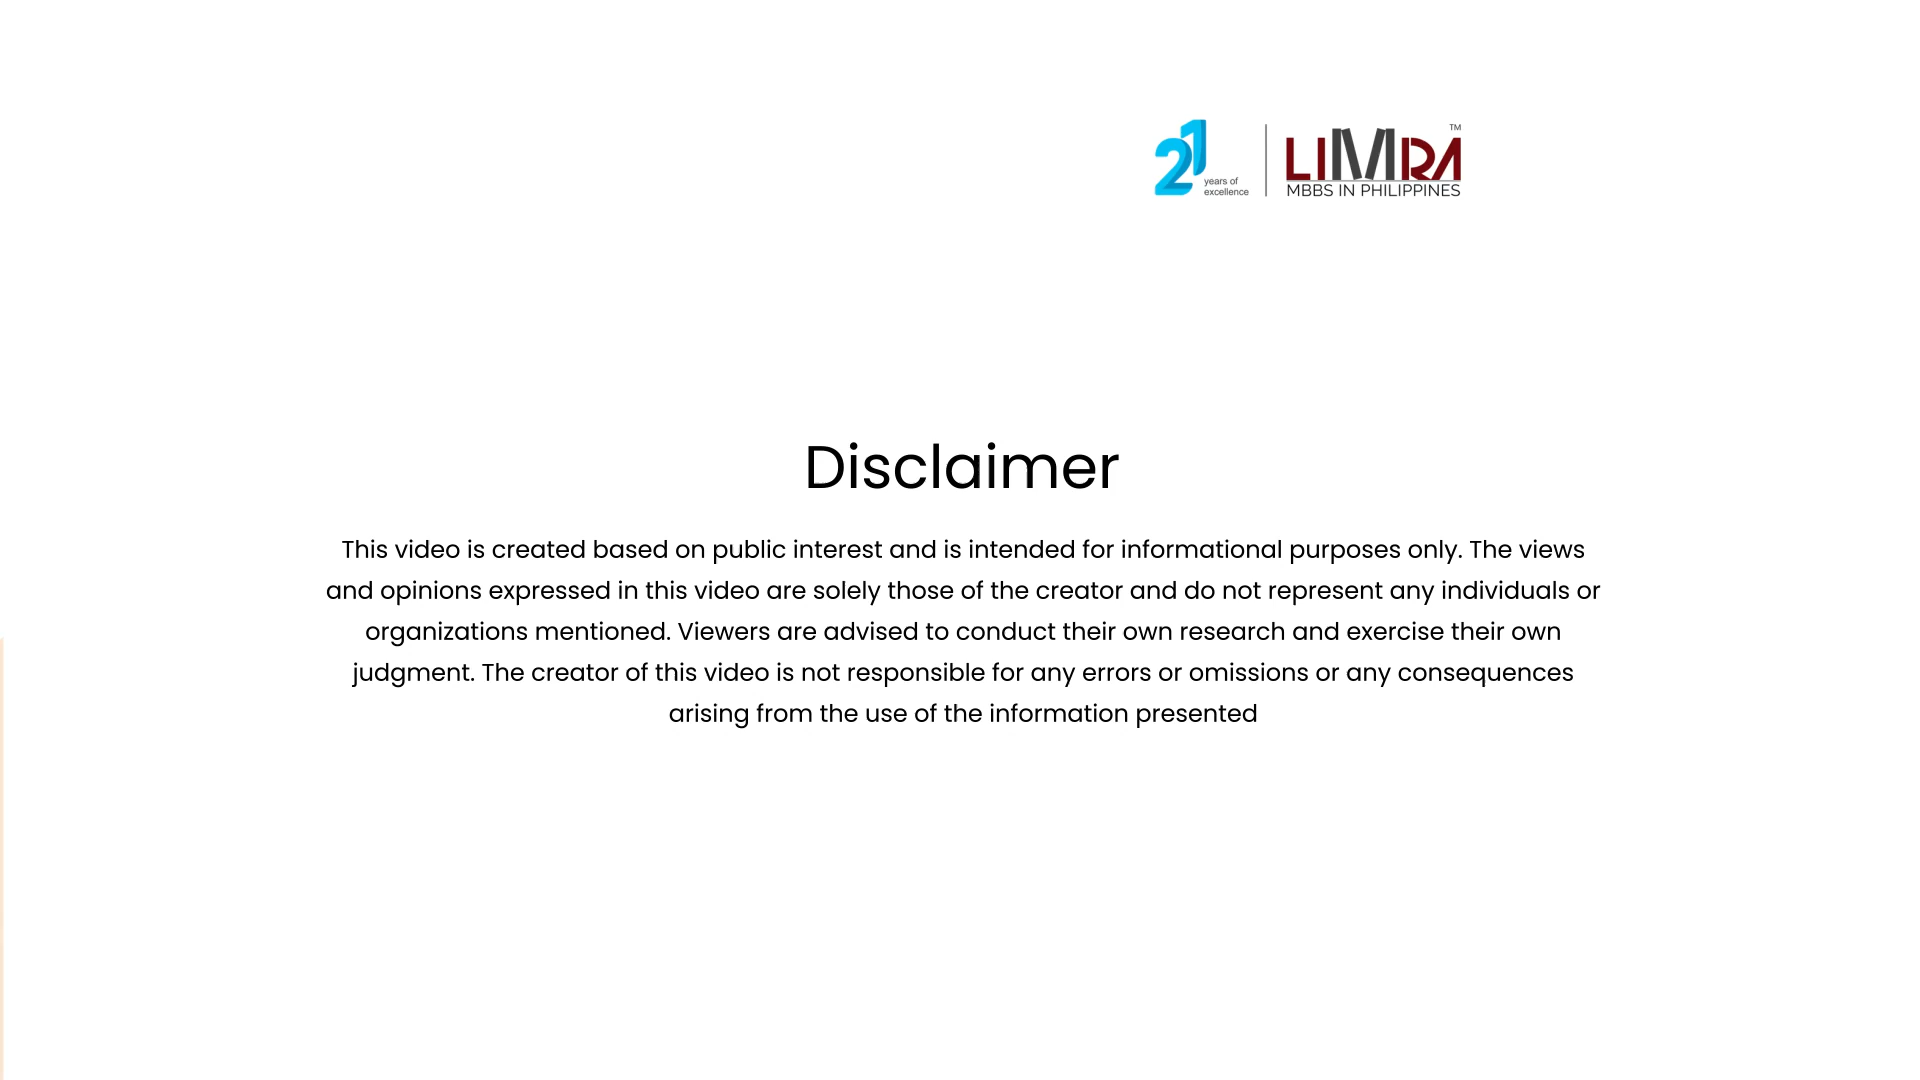 21 years of excellence
LIMRA™
MBBS IN PHILIPPINES
Disclaimer
This video is created based on public interest and is intended for informational purposes only. The views
and opinions expressed in this video are solely those of the creator and do not represent any individuals or
organizations mentioned. Viewers are advised to conduct their own research and exercise their own
judgment. The creator of this video is not responsible for any errors or omissions or any consequences
arising from the use of the information presented